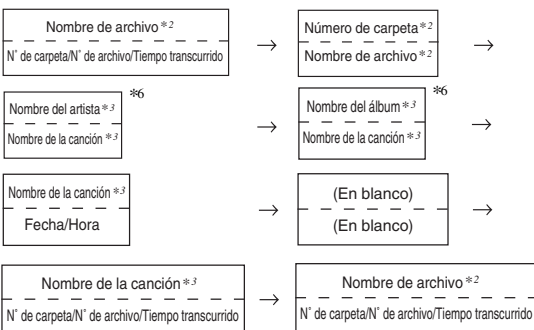 Nombre de archivo *2
N° de carpeta/N° de archivo/Tiempo transcurrido
→
Número de carpeta *2
Nombre de archivo *2
→
Nombre del artista *3
Nombre de la canción *3
*6
→
Nombre del álbum *3
Nombre de la canción *3
*6
→
Nombre de la canción *3
Fecha/Hora
→
(En blanco)
(En blanco)
→
Nombre de la canción *3
N° de carpeta/N° de archivo/Tiempo transcurrido
→
Nombre de archivo *2
N° de carpeta/N° de archivo/Tiempo transcurrido